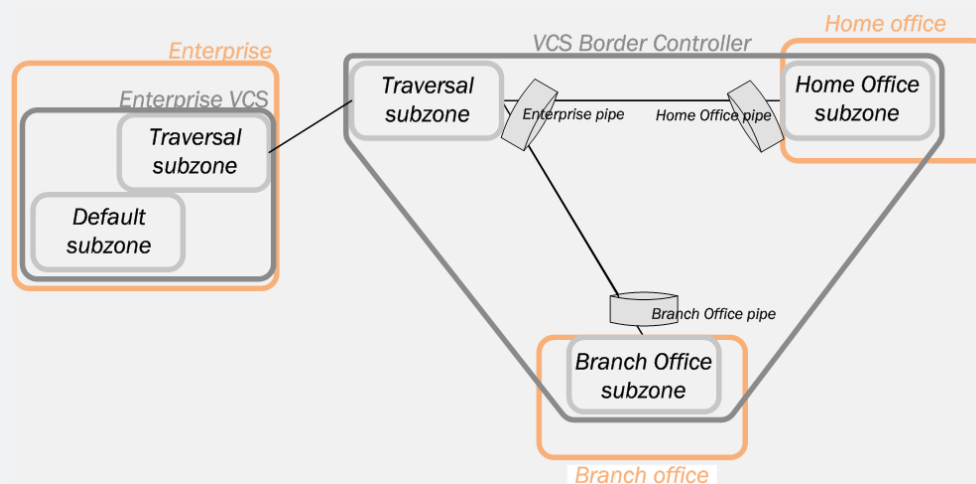 Home office
VCS Border Controller
Enterprise
Enterprise VCS
Traversal
subzone
Home Office
subzone
Enterprise pipe
Home Office pipe
Traversal
subzone
Default
subzone
Branch Office pipe
Branch Office
subzone
Branch office